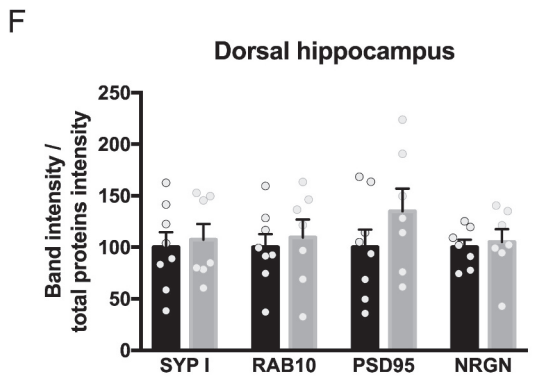 F
Dorsal hippocampus
Band intensity /
total proteins intensity
250
200
150
100
50
0
SYP I RAB10 PSD95 NRGN